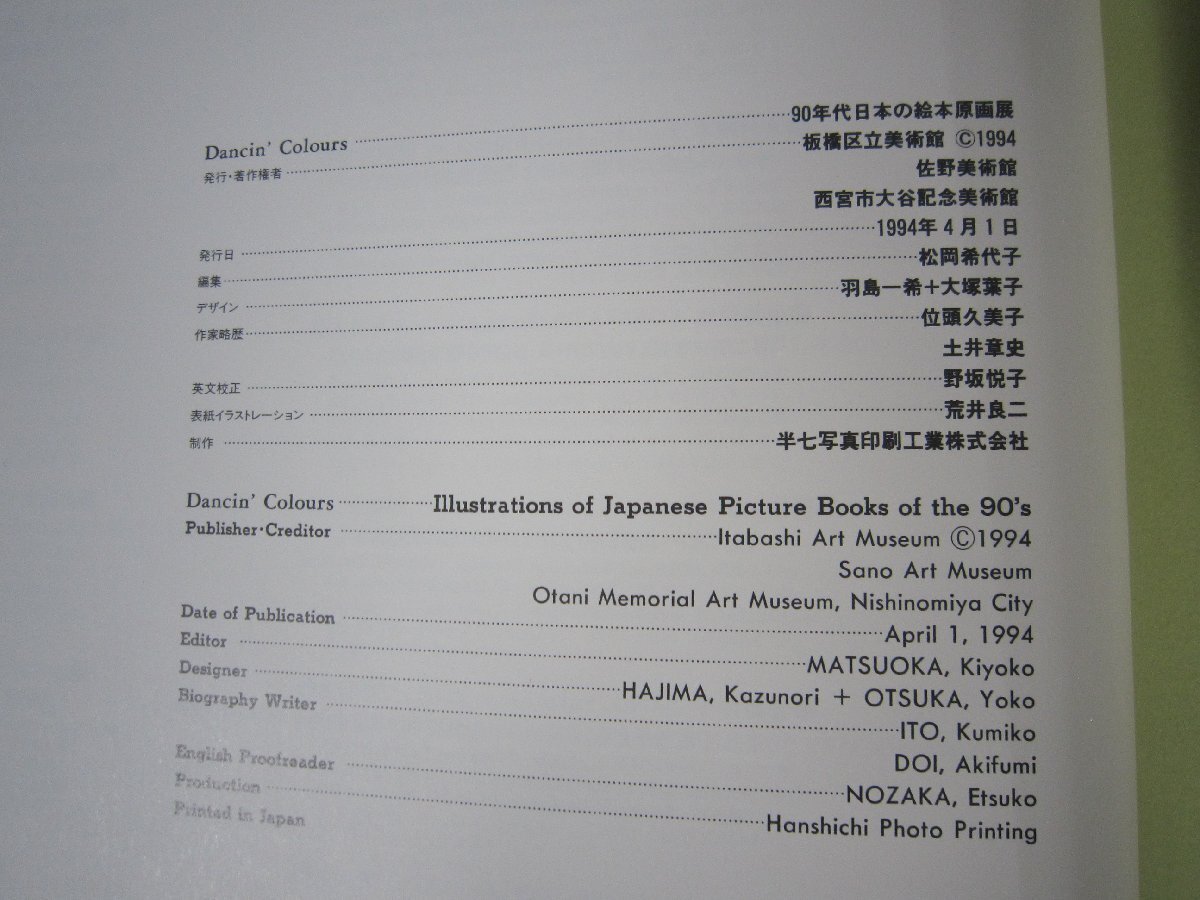 Dancin' Colours 90年代日本の絵本原画展
発行・著作権者 板橋区立美術館 ©1994
佐野美術館
西宮市大谷記念美術館
発行日 1994年4月1日
編集 松岡希代子
デザイン 羽島一希+大塚葉子
作家略歴 位頭久美子
土井章史
英文校正 野坂悦子
表紙イラストレーション 荒井良二
制作 半七写真印刷工業株式会社
Dancin' Colours Illustrations of Japanese Picture Books of the 90's
Publisher・Creditor Itabashi Art Museum ©1994
Sano Art Museum
Otani Memorial Art Museum, Nishinomiya City
Date of Publication April 1, 1994
Editor MATSUOKA, Kiyoko
Designer HAJIMA, Kazunori + OTSUKA, Yoko
Biography Writer ITO, Kumiko
DOI, Akifumi
English Proofreader NOZAKA, Etsuko
Production Hanshichi Photo Printing
Printed in Japan